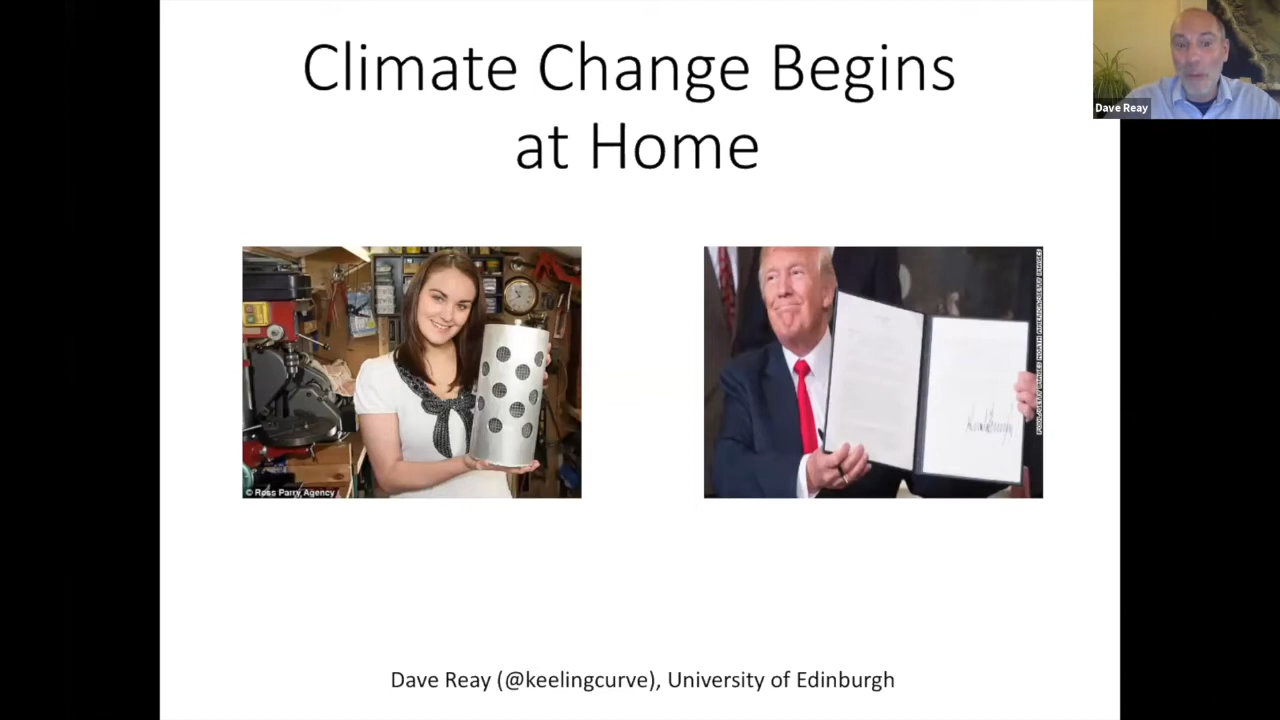 Climate Change Begins
at Home
Dave Reay
© Ross Parry Agency
Dave Reay (@keelingcurve), University of Edinburgh